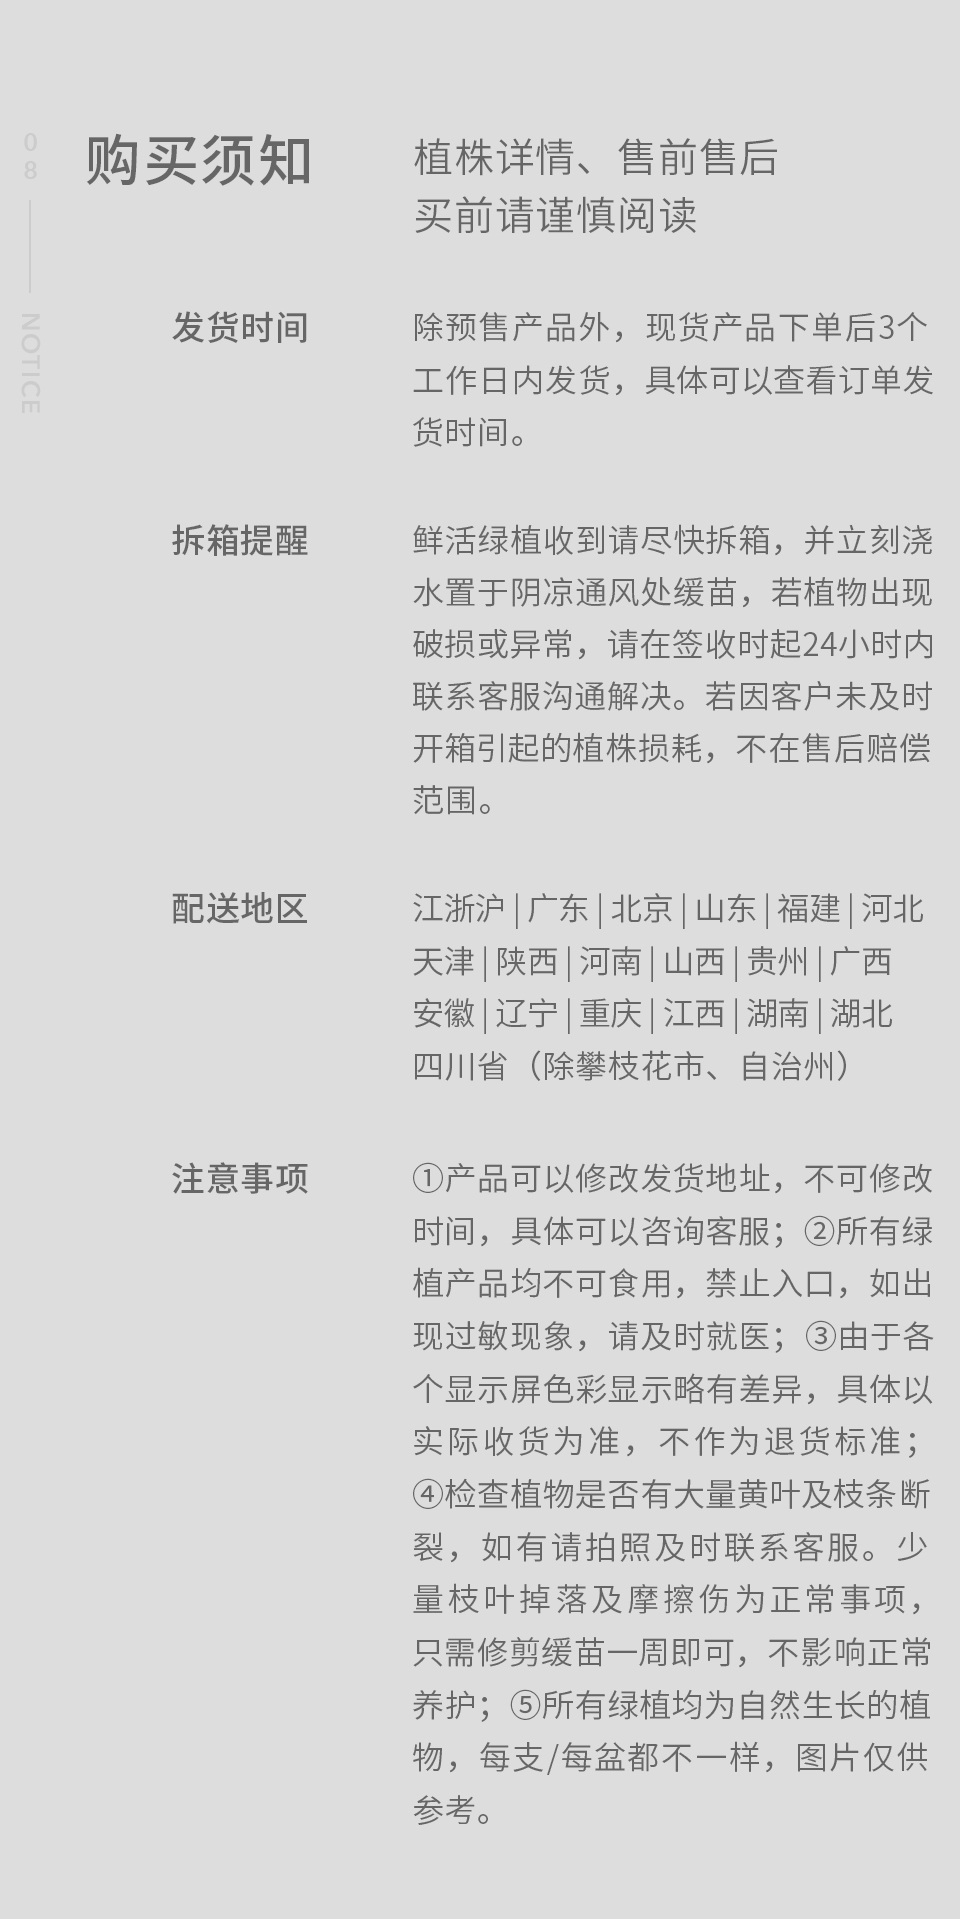 08
NOTICE
购买须知
植株详情、售前售后
买前请谨慎阅读
发货时间
除预售产品外，现货产品下单后3个
工作日内发货，具体可以查看订单发
货时间。
拆箱提醒
鲜活绿植收到请尽快拆箱，并立刻浇
水置于阴凉通风处缓苗，若植物出现
破损或异常，请在签收时起24小时内
联系客服沟通解决。若因客户未及时
开箱引起的植株损耗，不在售后赔偿
范围。
配送地区
江浙沪|广东|北京|山东|福建|河北
天津|陕西|河南|山西|贵州|广西
安徽|辽宁|重庆|江西|湖南|湖北
四川省（除攀枝花市、自治州）
注意事项
①产品可以修改发货地址，不可修改
时间，具体可以咨询客服；②所有绿
植产品均不可食用，禁止入口，如出
现过敏现象，请及时就医；③由于各
个显示屏色彩显示略有差异，具体以
实际收货为准，不作为退货标准；
④检查植物是否有大量黄叶及枝条断
裂，如有请拍照及时联系客服。少
量枝叶掉落及摩擦伤为正常事项，
只需修剪缓苗一周即可，不影响正常
养护；⑤所有绿植均为自然生长的植
物，每支/每盆都不一样，图片仅供
参考。